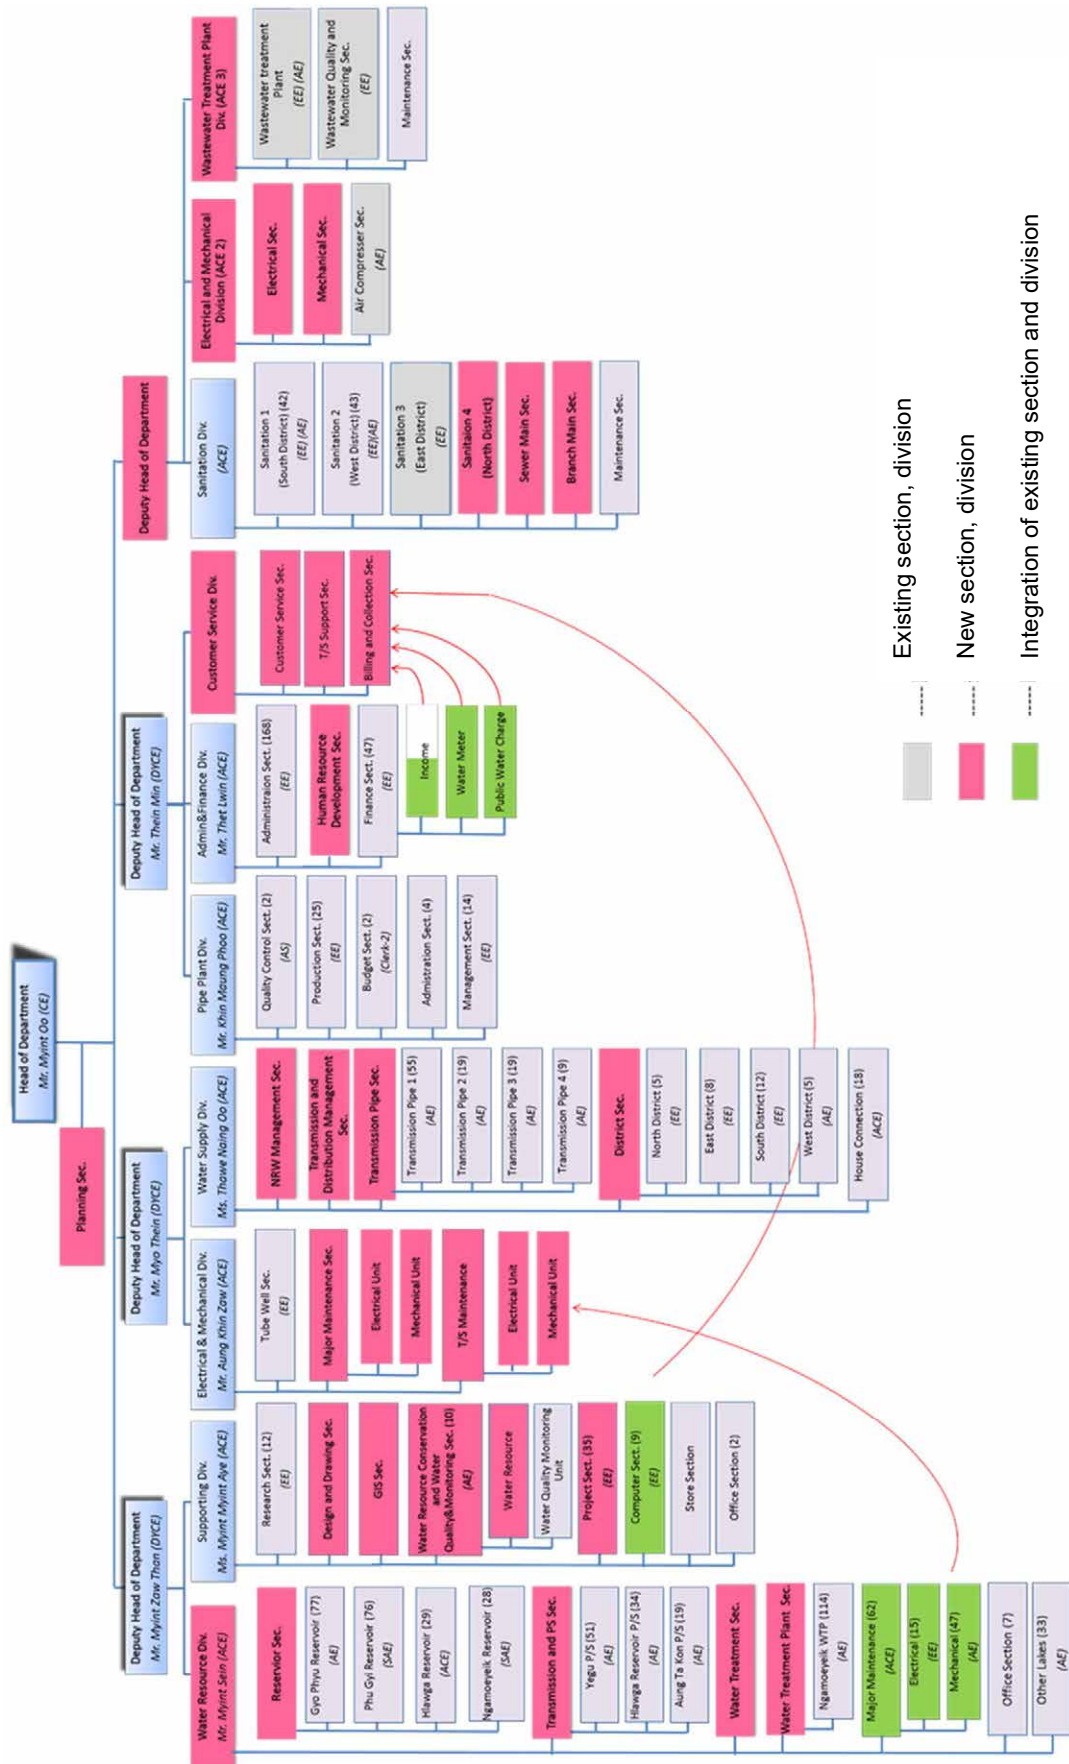 Head of Department
Mr. Myint Oo (CE)
Planning Sec.
Deputy Head of Department
Mr. Myint Zaw Than (DYCE)
Water Resource Div.
Mr. Myint Sein (ACE)
Reservior Sec.
Gyo Phyu Reservoir (77)
(AE)
Phu Gyi Reservoir (76)
(SAE)
Hlawga Reservoir (29)
(ACE)
Ngamoeyeik Reservoir (28)
(SAE)
Transmission and PS Sec.
Yegu P/S (51)
(AE)
Hlawga Reservoir P/S (34)
(AE)
Aung Ta Kon P/S (19)
(AE)
Water Treatment Sec.
Water Treatment Plant Sec.
Ngamoeyeik WTP (114)
(AE)
Major Maintenance (62)
(ACE)
Electrical (15)
(EE)
Mechanical (47)
(AE)
Office Section (7)
Other Lakes (33)
(AE)
Supporting Div.
Ms. Myint Myint Aye (ACE)
Research Sect. (12)
(EE)
Design and Drawing Sec.
GIS Sec.
Water Resource Conservation
and Water
Quality&Monitoring Sec. (10)
(AE)
Water Resource
Water Quality Monitoring
Unit
Project Sect. (35)
(EE)
Computer Sect. (9)
(EE)
Store Section
Office Section (2)
Deputy Head of Department
Mr. Myo Thein (DYCE)
Electrical & Mechanical Div.
Mr. Aung Khin Zaw (ACE)
Tube Well Sec.
(EE)
Major Maintenance Sec.
Electrical Unit
Mechanical Unit
T/S Maintenance
Electrical Unit
Mechanical Unit
Water Supply Div.
Ms. Thawe Naing Oo (ACE)
NRW Management Sec.
Transmission and
Distribution Management
Sec.
Transmission Pipe Sec.
Transmission Pipe 1 (55)
(AE)
Transmission Pipe 2 (19)
(AE)
Transmission Pipe 3 (19)
(AE)
Transmission Pipe 4 (9)
(AE)
District Sec.
North District (5)
(EE)
East District (8)
(EE)
South District (12)
(EE)
West District (5)
(AE)
House Connection (18)
(ACE)
Deputy Head of Department
Mr. Thein Min (DYCE)
Pipe Plant Div.
Mr. Khin Maung Phoo (ACE)
Quality Control Sect. (2)
(AS)
Production Sect. (25)
(EE)
Budget Sect. (2)
(Clerk-2)
Admistration Sect. (4)
Management Sect. (14)
(EE)
Admin&Finance Div.
Mr. Thet Lwin (ACE)
Administraion Sect. (168)
(EE)
Human Resource
Development Sec.
Finance Sect. (47)
(EE)
Income
Water Meter
Public Water Charge
Customer Service Div.
Customer Service Sec.
T/S Support Sec.
Billing and Collection Sec.
Deputy Head of Department
Sanitation Div.
(ACE)
Sanitation 1
(South District) (42)
(EE) (AE)
Sanitation 2
(West District) (43)
(EE)(AE)
Sanitation 3
(East District)
(EE)
Sanitaion 4
(North District)
Sewer Main Sec.
Branch Main Sec.
Maintenance Sec.
Electrical and Mechanical
Division (ACE 2)
Electrical Sec.
Mechanical Sec.
Air Compresser Sec.
(AE)
Wastewater Treatment Plant
Div. (ACE 3)
Wastewater treatment
Plant
(EE) (AE)
Wastewater Quality and
Monitoring Sec.
(EE)
Maintenance Sec.
Existing section, division
New section, division
Integration of existing section and division